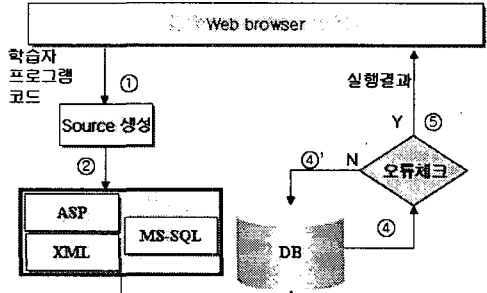 Web browser
학습자
프로그램
코드
①
실행결과
Y
⑤
Source 생성
②
④'
N
오류체크
ASP
MS-SQL
XML
DB
④